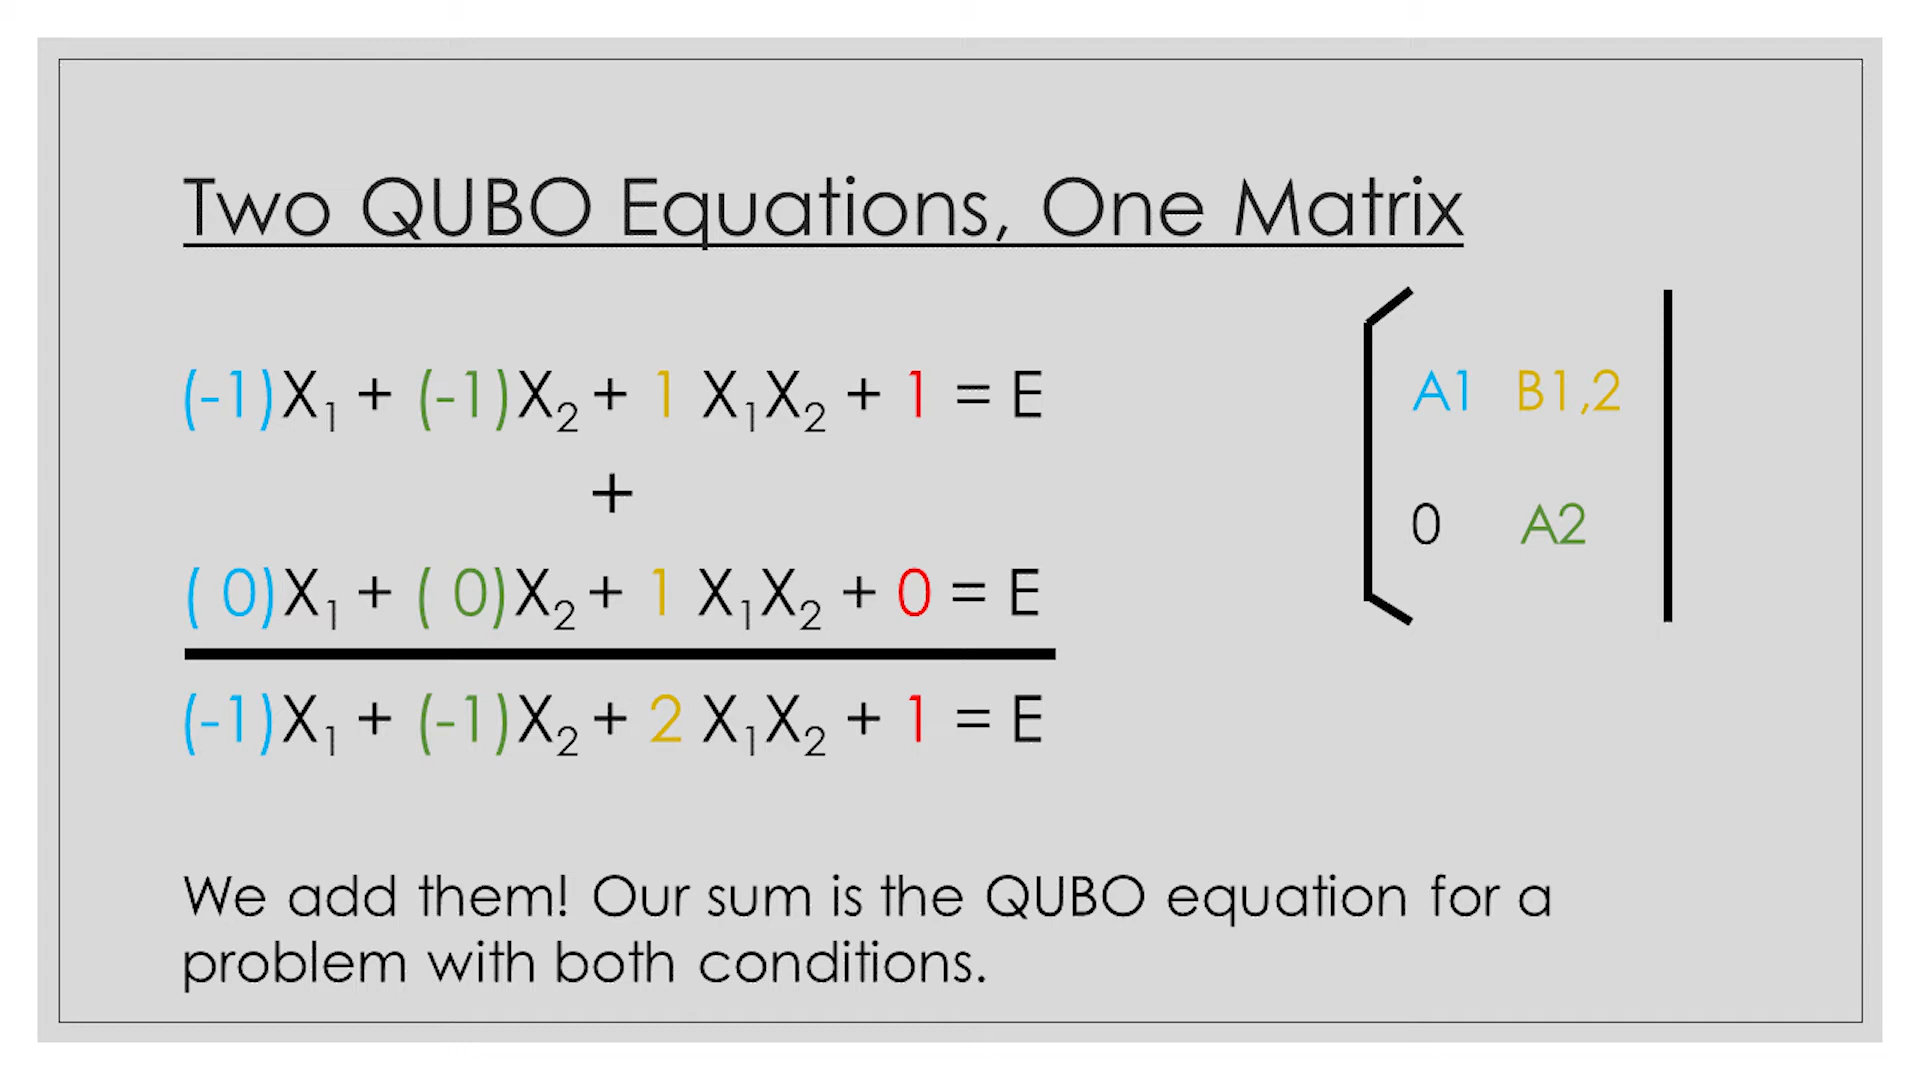 Two QUBO Equations, One Matrix
(-1)X₁ + (-1)X₂ + 1 X₁X₂ + 1 = E
+
( 0)X₁ + ( 0)X₂ + 1 X₁X₂ + 0 = E
(-1)X₁ + (-1)X₂ + 2 X₁X₂ + 1 = E
A1 B1,2
0 A2
We add them! Our sum is the QUBO equation for a
problem with both conditions.